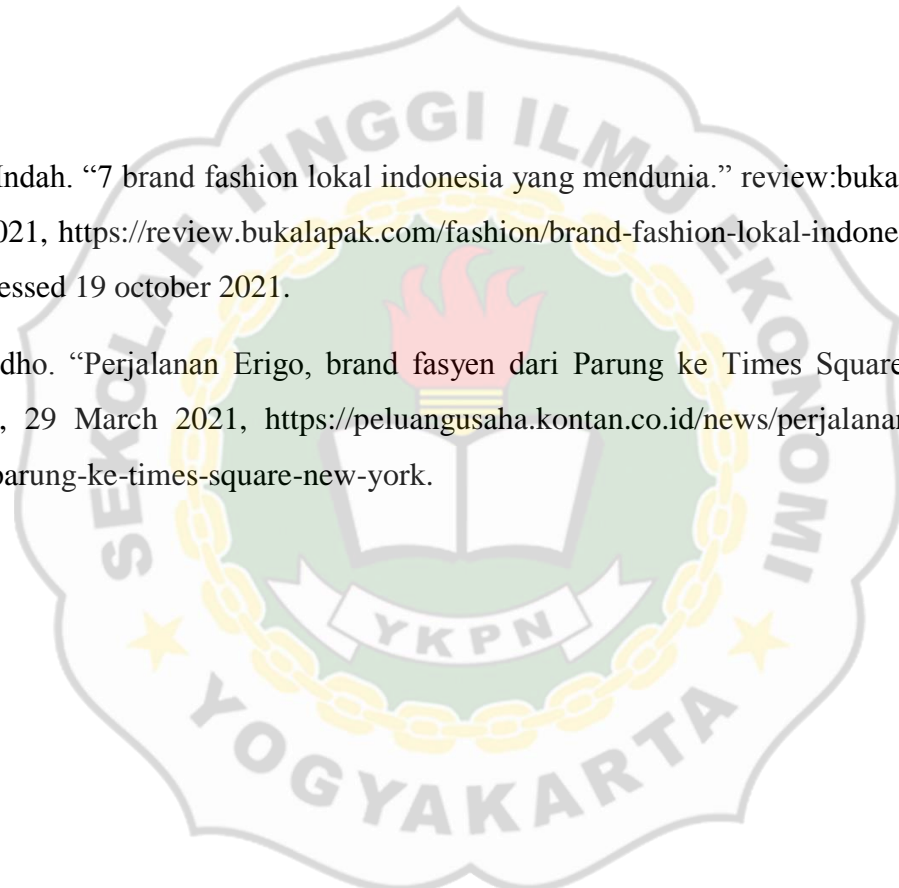 Indah. “7 brand fashion lokal indonesia yang mendunia.” review:buka
021, https://review.bukalapak.com/fashion/brand-fashion-lokal-indone
essed 19 october 2021.
dho. “Perjalanan Erigo, brand fasyen dari Parung ke Times Square
, 29 March 2021, https://peluangusaha.kontan.co.id/news/perjalanan
parung-ke-times-square-new-york.
SEKOLAH TINGGI ILMU EKONOMI
YKPN
YOGYAKARTA